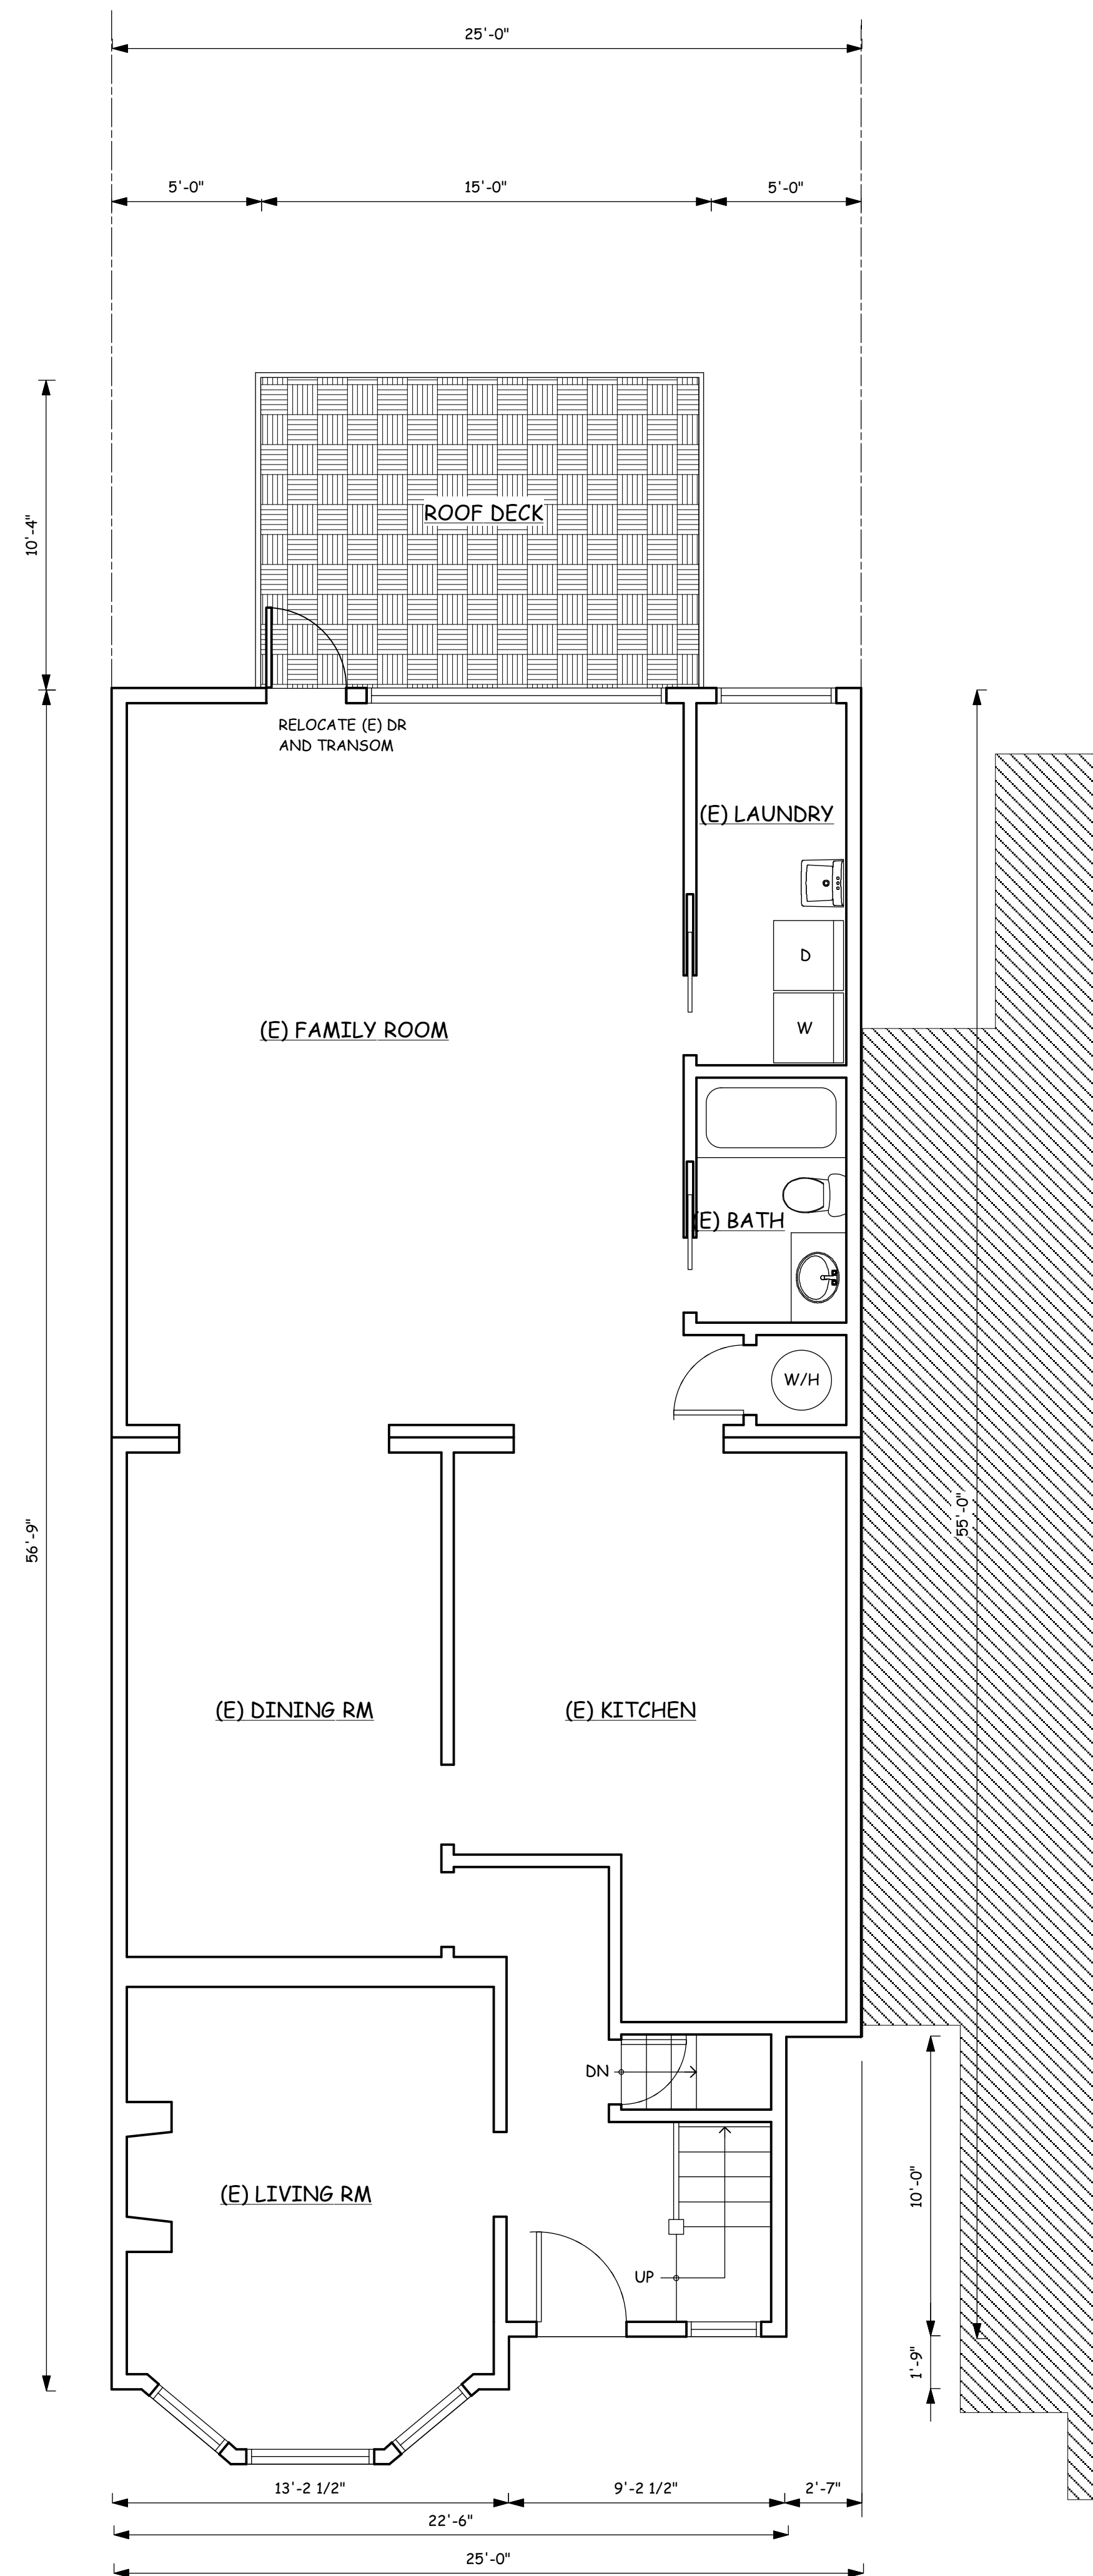 25'-0"
5'-0"
15'-0"
5'-0"
10'-4"
ROOF DECK
RELOCATE (E) DR
AND TRANSOM
(E) LAUNDRY
D
W
(E) FAMILY ROOM
(E) BATH
W/H
56'-9"
55'-0"
(E) DINING RM
(E) KITCHEN
DN
(E) LIVING RM
10'-0"
UP
1'-9"
13'-2 1/2"
9'-2 1/2"
2'-7"
22'-6"
25'-0"